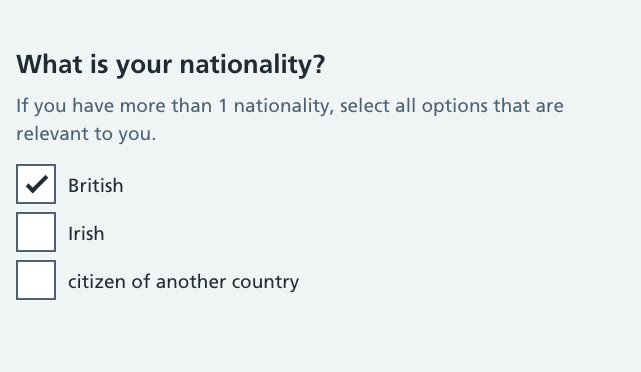 What is your nationality?
If you have more than 1 nationality, select all options that are
relevant to you.
British
Irish
citizen of another country